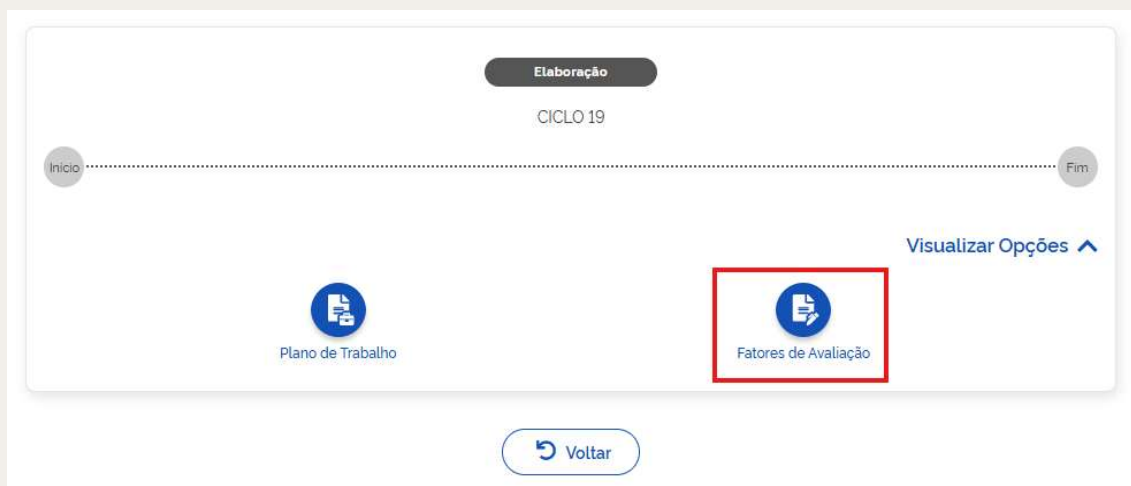 Elaboração
CICLO 19
Início
Fim
Visualizar Opções
Plano de Trabalho
Fatores de Avaliação
Voltar